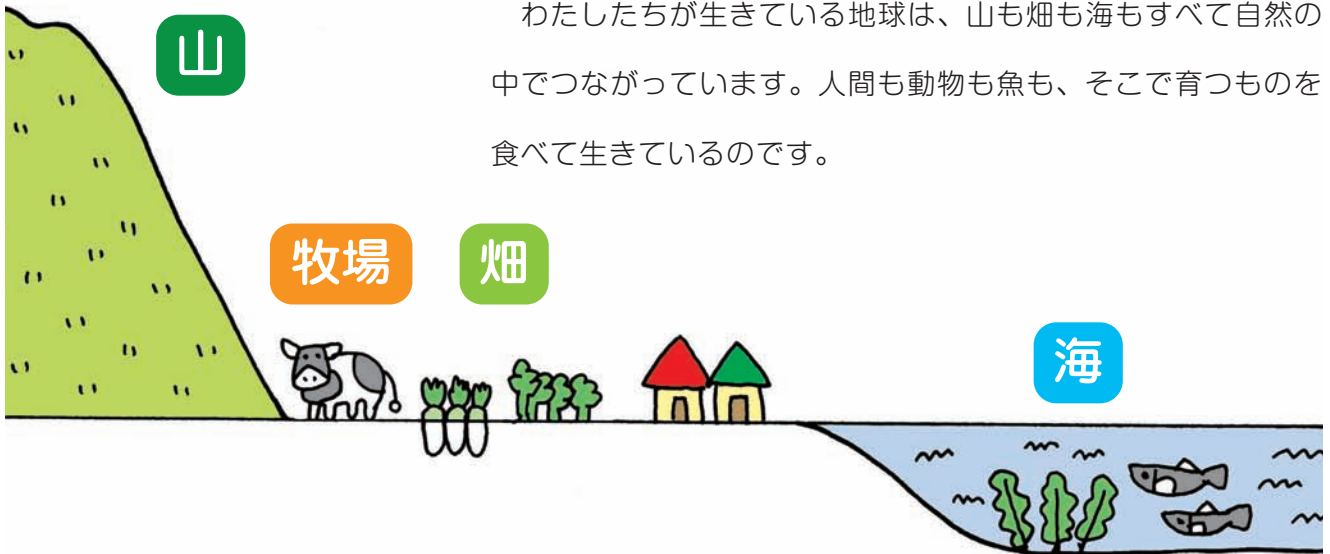 わたしたちが生きている地球は、山も畑も海もすべて自然の
中でつながっています。人間も動物も魚も、そこで育つものを
食べて生きているのです。
山
牧場
畑
海